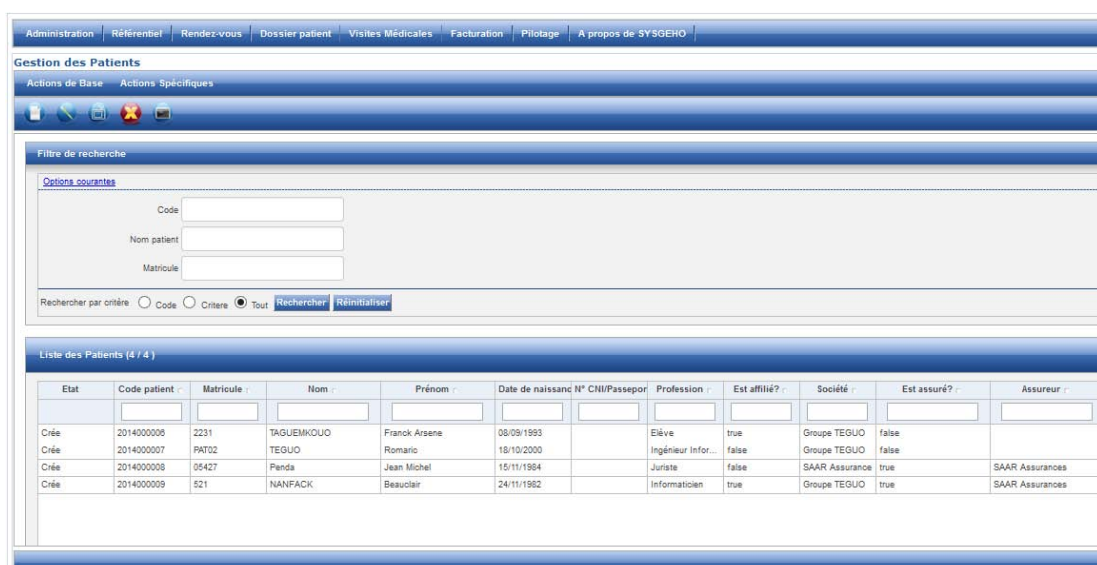 Administration Référentiel Rendez-vous Dossier patient Visites Médicales Facturation Pilotage A propos de SYSGEHO
Gestion des Patients
Actions de Base Actions Spécifiques
Filtre de recherche
Options courantes
Code
Nom patient
Matricule
Rechercher par critère Code Critere Tout Rechercher Réinitialiser
Liste des Patients (4 / 4 )
Etat Code patient Matricule Nom Prénom Date de naissanc N° CNI/Passepor Profession Est affilié? Société Est assuré? Assureur
Crée 2014000006 2231 TAGUEMKOUO Franck Arsene 08/09/1993 Eléve true Groupe TEGUO false
Crée 2014000007 PAT02 TEGUO Romaric 18/10/2000 Ingénieur Infor... false Groupe TEGUO false
Crée 2014000008 05427 Penda Jean Michel 15/11/1984 Juriste false SAAR Assurance true SAAR Assurances
Crée 2014000009 521 NANFACK Beauclair 24/11/1982 Informaticien true Groupe TEGUO true SAAR Assurances